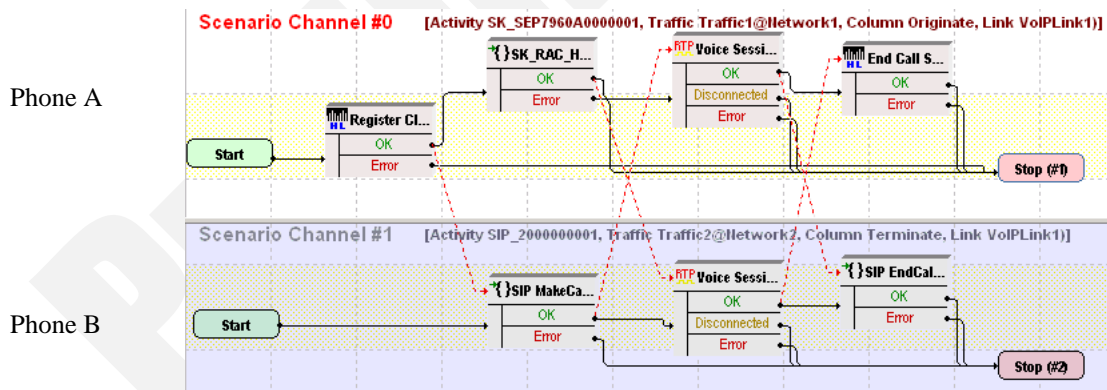 Scenario Channel #0 [Activity SK_SEP7960A0000001, Traffic Traffic1@Network1, Column Originate, Link VoIPLink1)]
Phone A
Start
HL Register Cl...
OK
Error
{}SK_RAC_H...
OK
Error
RTP Voice Sessi...
OK
Disconnected
Error
HL End Call S...
OK
Error
Stop (#1)
Scenario Channel #1 [Activity SIP_2000000001, Traffic Traffic2@Network2, Column Terminate, Link VoIPLink1)]
Phone B
Start
{}SIP MakeCa...
OK
Error
RTP Voice Sessi...
OK
Disconnected
Error
{}SIP EndCal...
OK
Error
Stop (#2)